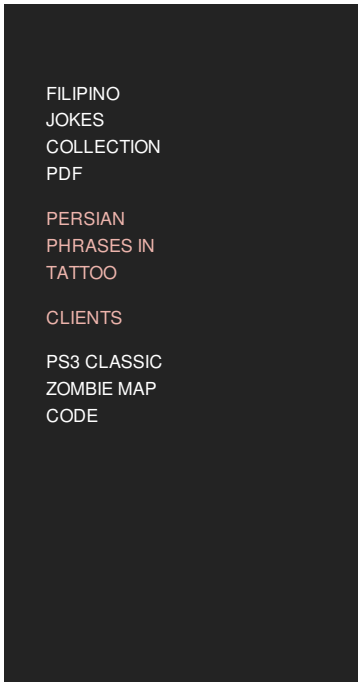 FILIPINO
JOKES
COLLECTION
PDF
PERSIAN
PHRASES IN
TATTOO
CLIENTS
PS3 CLASSIC
ZOMBIE MAP
CODE